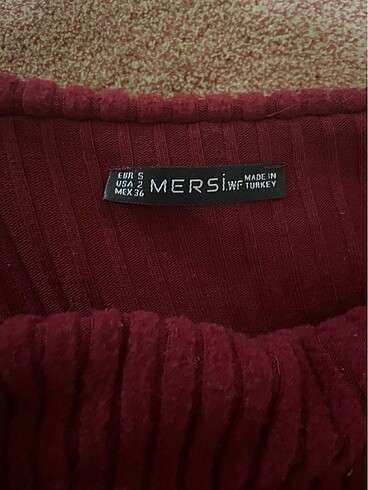 EUR S
USA 2
MEX 36
MERSİ.WF
MADE IN
TURKEY